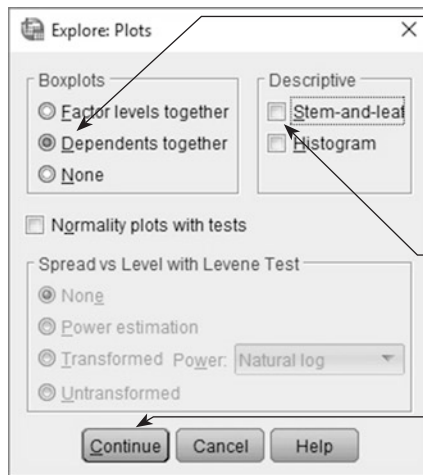 Explore: Plots
Boxplots
Factor levels together
Dependents together
None
Descriptive
Stem-and-leaf
Histogram
Normality plots with tests
Spread vs Level with Levene Test
None
Power estimation
Transformed Power: Natural log
Untransformed
Continue Cancel Help